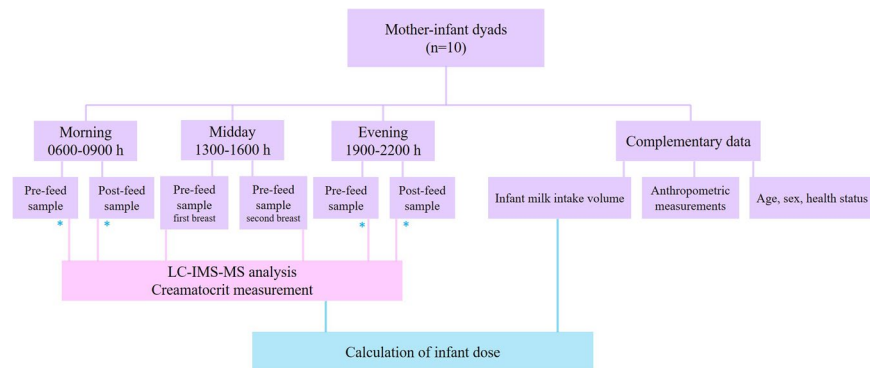 Mother-infant dyads
(n=10)
Morning
0600-0900 h
Midday
1300-1600 h
Evening
1900-2200 h
Complementary data
Pre-feed
sample
*
Post-feed
sample
*
Pre-feed
sample
first breast
Pre-feed
sample
second breast
Pre-feed
sample
*
Post-feed
sample
*
Infant milk intake volume
Anthropometric
measurements
Age, sex, health status
LC-IMS-MS analysis
Creamatocrit measurement
Calculation of infant dose